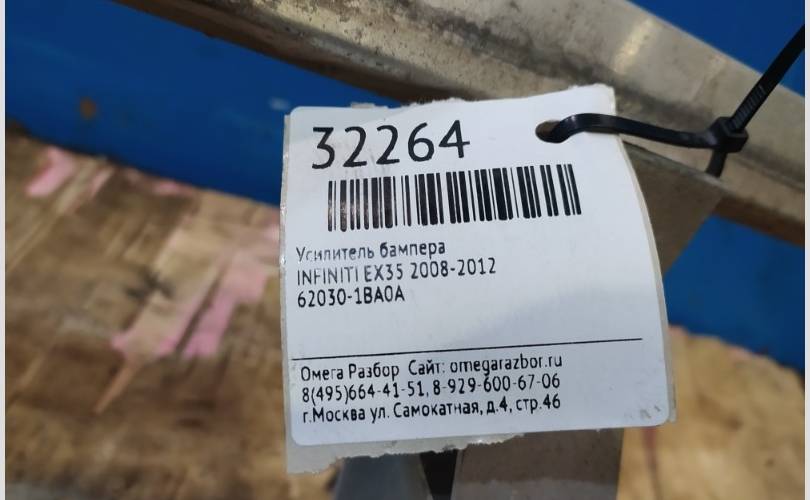 32264
Усилитель бампера
INFINITI EX35 2008-2012
62030-1BA0A
Омега Разбор Сайт: omegarazbor.ru
8(495)664-41-51, 8-929-600-67-06
г.Москва ул. Самокатная, д.4, стр.46